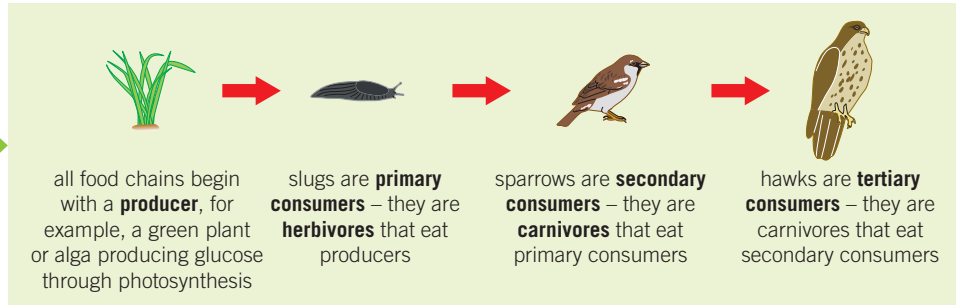 all food chains begin
with a producer, for
example, a green plant
or alga producing glucose
through photosynthesis
slugs are primary
consumers – they are
herbivores that eat
producers
sparrows are secondary
consumers – they are
carnivores that eat
primary consumers
hawks are tertiary
consumers – they are
carnivores that eat
secondary consumers